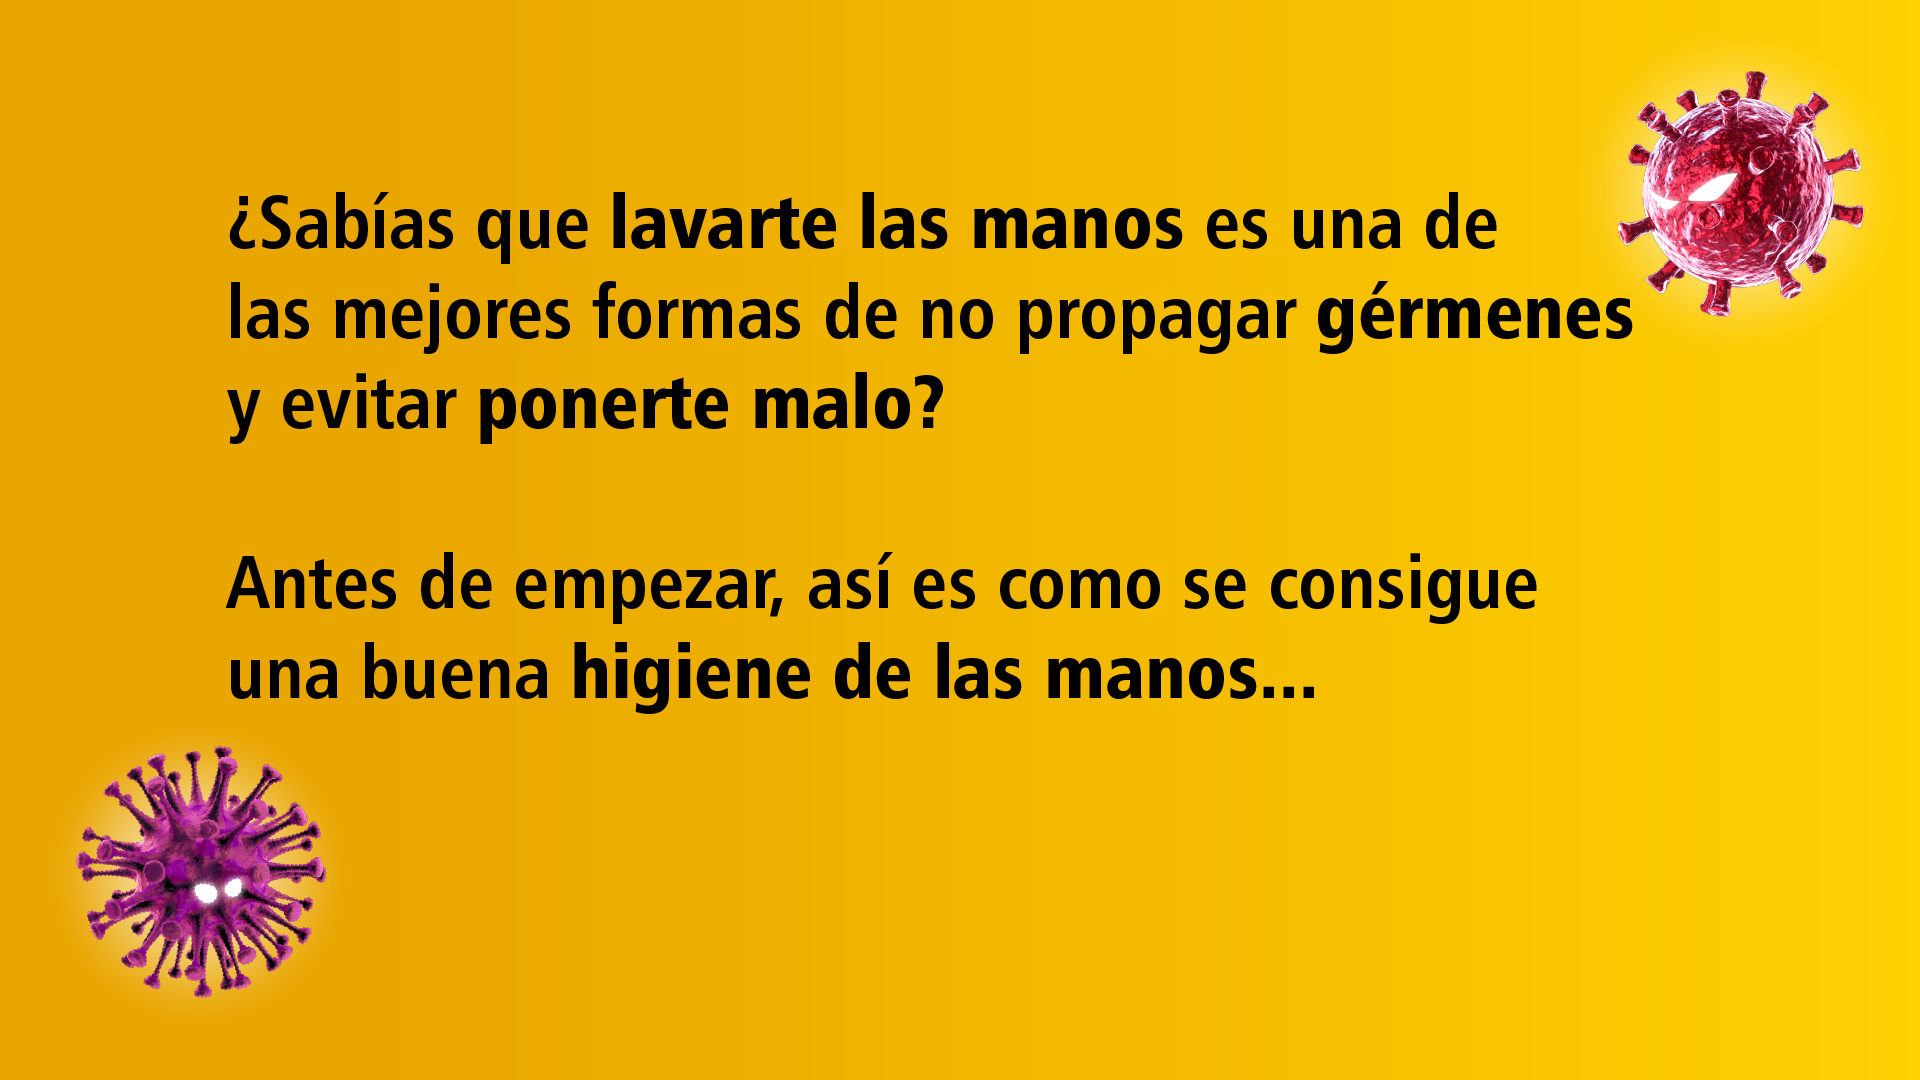 ¿Sabías que lavarte las manos es una de
las mejores formas de no propagar gérmenes
y evitar ponerte malo?
Antes de empezar, así es como se consigue
una buena higiene de las manos...